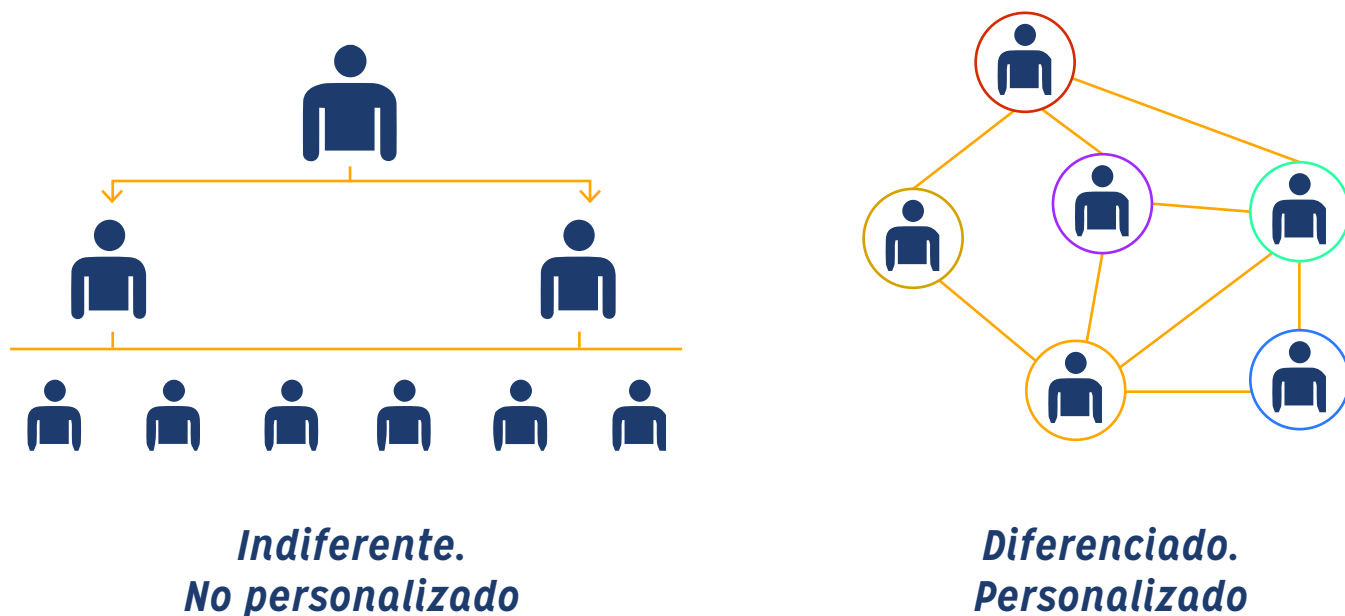 Indiferente.
No personalizado
Diferenciado.
Personalizado